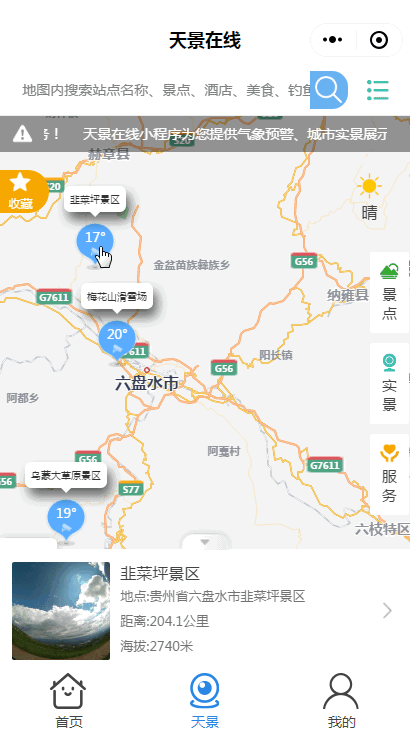 天景在线
地图内搜索站点名称、景点、酒店、美食、钓鱼
务！ 天景在线小程序为您提供气象预警、城市实景展示
赫章县
S20
S20
收藏
韭菜坪景区
晴
17°
金盆苗族彝族乡
G56
景点
梅花山滑雪场
G7611
纳雍县
20°
7611
阳长镇
实景
G56
六盘水市
阿都乡
阿戛村
G56
乌蒙大草原景区
G7611
服务
G56
S77
19°
六枝特区
韭菜坪景区
地点:贵州省六盘水市韭菜坪景区
距离:204.1公里
海拔:2740米
首页
天景
我的